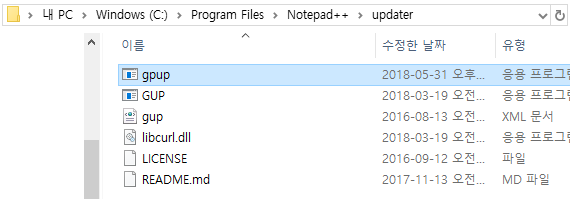 내 PC > Windows (C:) > Program Files > Notepad++ > updater
이름 수정한 날짜 유형
gpup 2018-05-31 오후... 응용 프로그...
GUP 2018-03-19 오전... 응용 프로그...
gup 2016-08-13 오전... XML 문서
libcurl.dll 2018-03-19 오전... 응용 프로그...
LICENSE 2016-09-12 오전... 파일
README.md 2017-11-13 오전... MD 파일